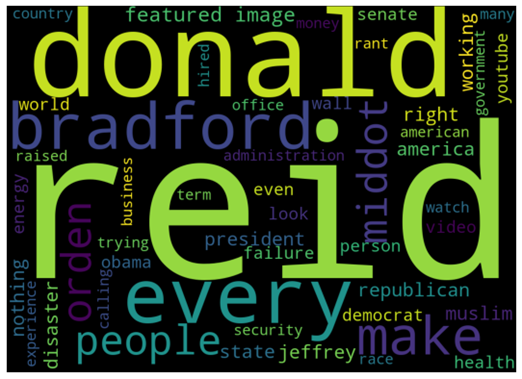 country
featured image
money
senate
many
donald
hired
rant
working
government
youtube
world
office
wall
right
bradford
middot
american
america
raised
administration
reid
energy
orden
business
term
even
look
watch
video
trying
president
person
failure
nothing
experience
disaster
calling
obama
every
republican
democrat
muslim
people
security
state
jeffrey
make
race
health